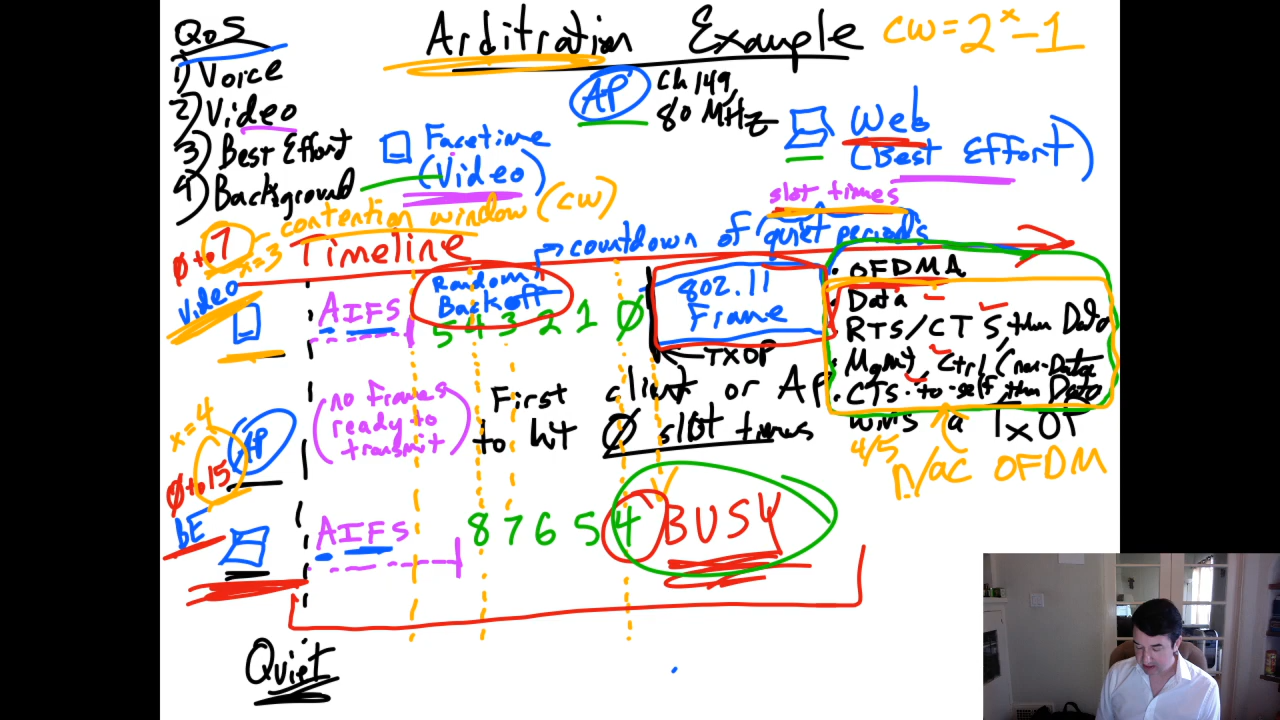 QoS
1) Voice
2) Video
3) Best Effort
4) Background
Arbitration Example
CW = 2^x - 1
AP
Ch 149,
80 MHz
Facetime
(Video)
Web
(Best Effort)
slot times
contention window (CW)
Ø to 7
x=3
Timeline
countdown of quiet periods
Video
AIFS
Random
Backoff
5 4 3 2 1 Ø
802.11
Frame
TXOP
• OFDMA
• Data
• RTS/CTS, then Data
• Mgmt, Ctrl (non-Data
• CTS-to-self then Data
x=4
Ø to 15
AP
(no frames
ready to
transmit)
First client or AP
to hit Ø slot times
wins a TXOP
4/5
n/ac OFDM
BE
AIFS
8 7 6 5 4 BUSY
Quiet